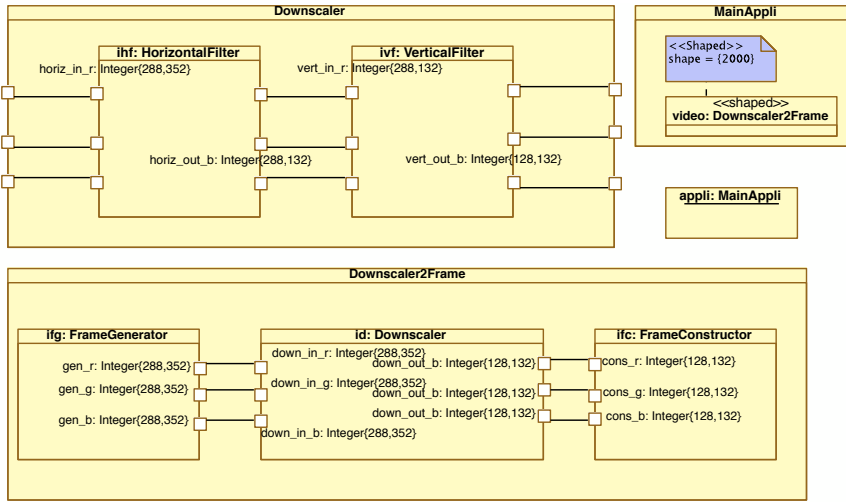 Downscaler
ihf: HorizontalFilter
ivf: VerticalFilter
horiz_in_r: Integer{288,352}
vert_in_r: Integer{288,132}
horiz_out_b: Integer{288,132}
vert_out_b: Integer{128,132}
MainAppli
<<Shaped>>
shape = {2000}
<<shaped>>
video: Downscaler2Frame
appli: MainAppli
Downscaler2Frame
ifg: FrameGenerator
gen_r: Integer{288,352}
gen_g: Integer{288,352}
gen_b: Integer{288,352}
id: Downscaler
down_in_r: Integer{288,352}
down_out_b: Integer{128,132}
down_in_g: Integer{288,352}
down_out_b: Integer{128,132}
down_out_b: Integer{128,132}
down_in_b: Integer{288,352}
ifc: FrameConstructor
cons_r: Integer{128,132}
cons_g: Integer{128,132}
cons_b: Integer{128,132}